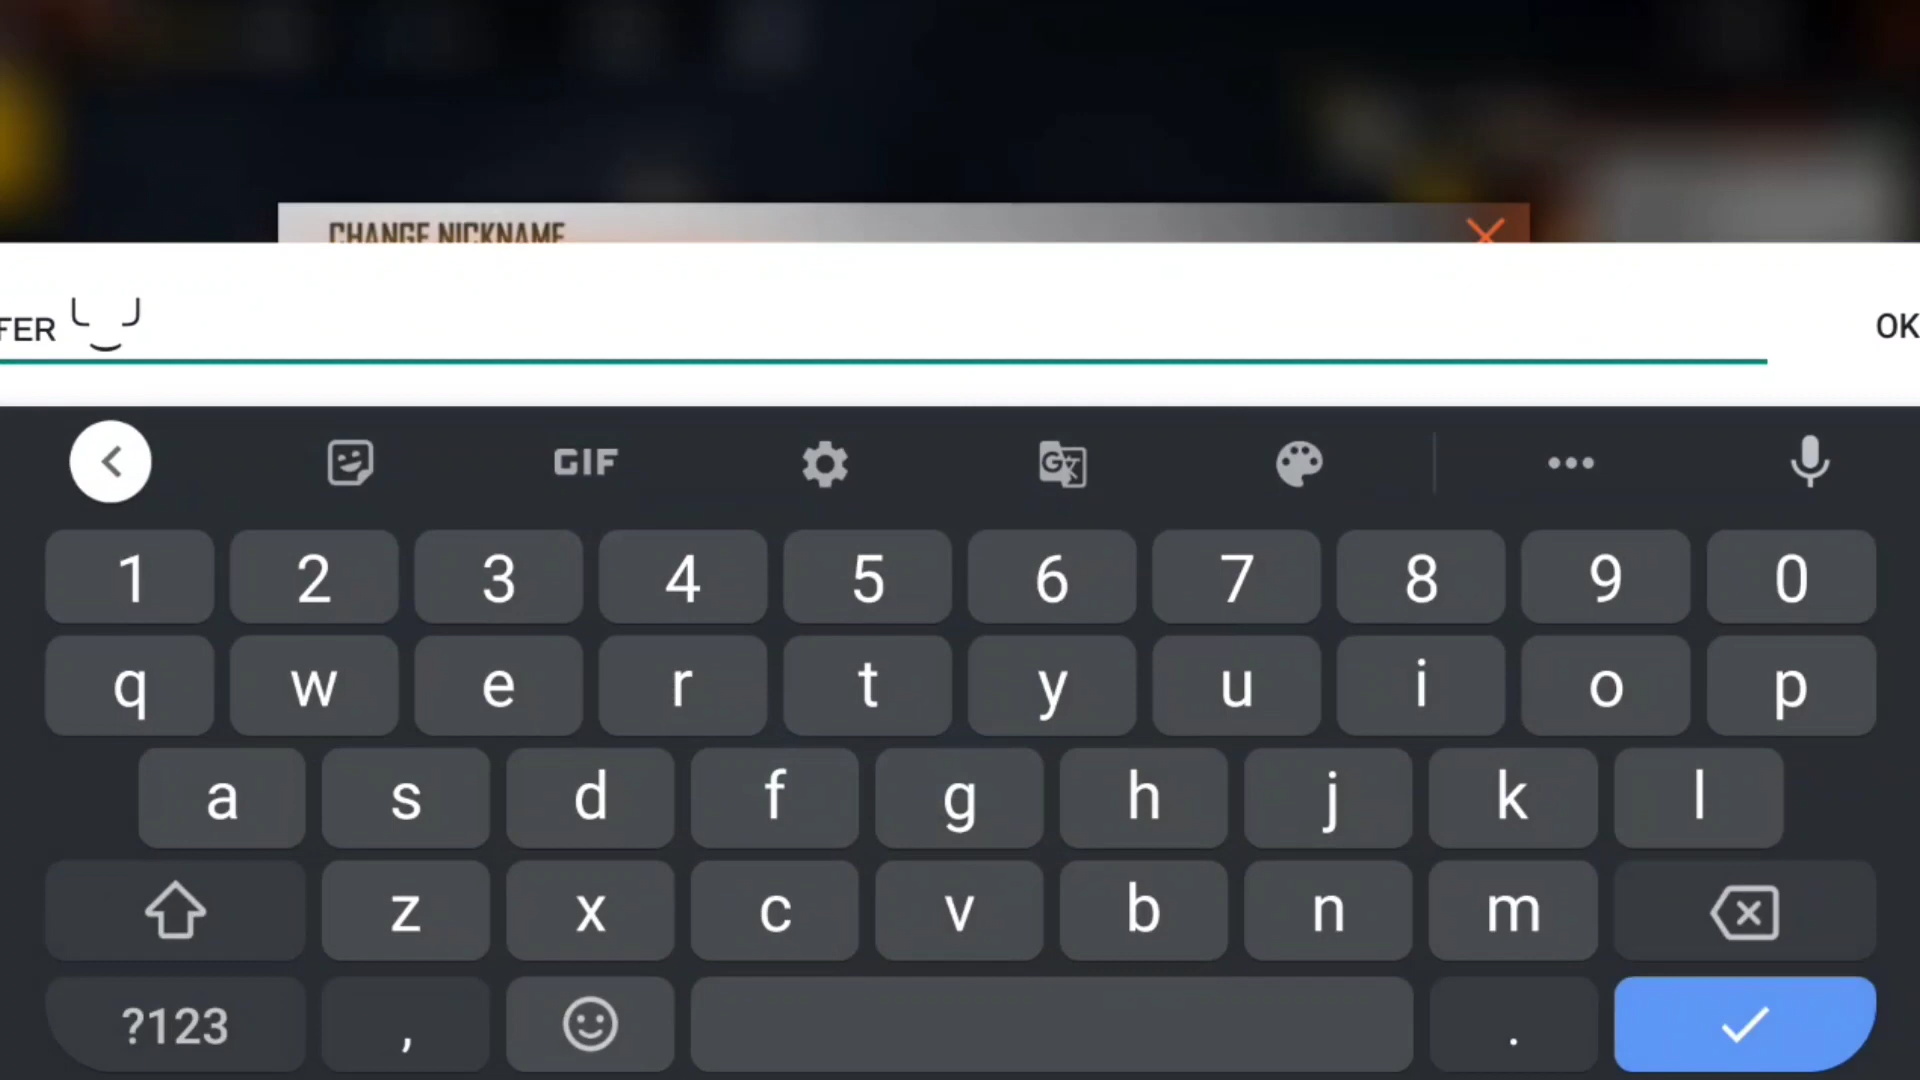 CHANGE NICKNAME
FER ╰‿╯
OK
GIF
1 2 3 4 5 6 7 8 9 0
q w e r t y u i o p
a s d f g h j k l
z x c v b n m
?123 , .